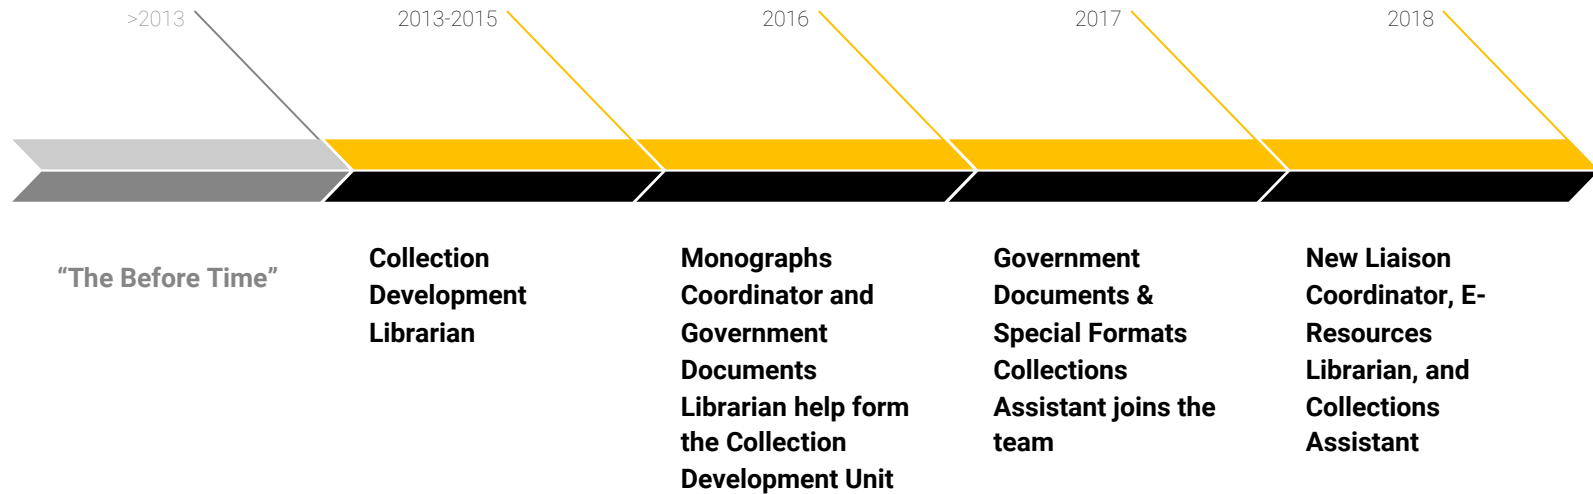 >2013
2013-2015
2016
2017
2018
“The Before Time”
Collection
Development
Librarian
Monographs
Coordinator and
Government
Documents
Librarian help form
the Collection
Development Unit
Government
Documents &
Special Formats
Collections
Assistant joins the
team
New Liaison
Coordinator, E-
Resources
Librarian, and
Collections
Assistant